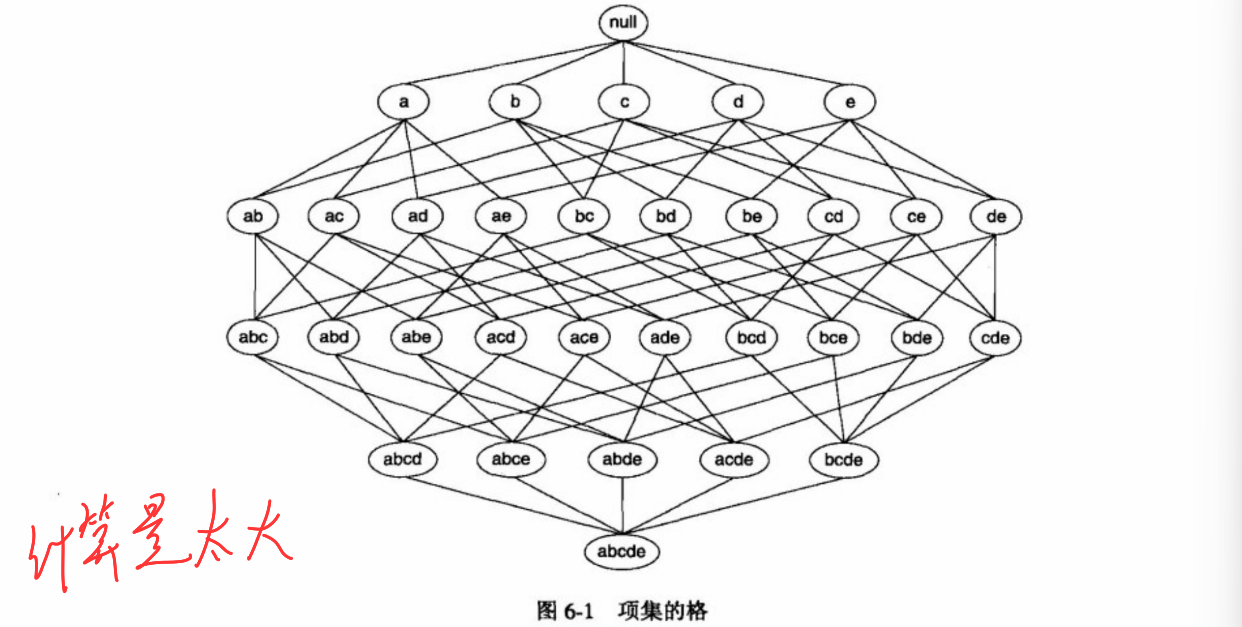 null
a b c d e
ab ac ad ae bc bd be cd ce de
abc abd abe acd ace ade bcd bce bde cde
abcd abce abde acde bcde
计算是太大
abcde
图 6-1 项集的格